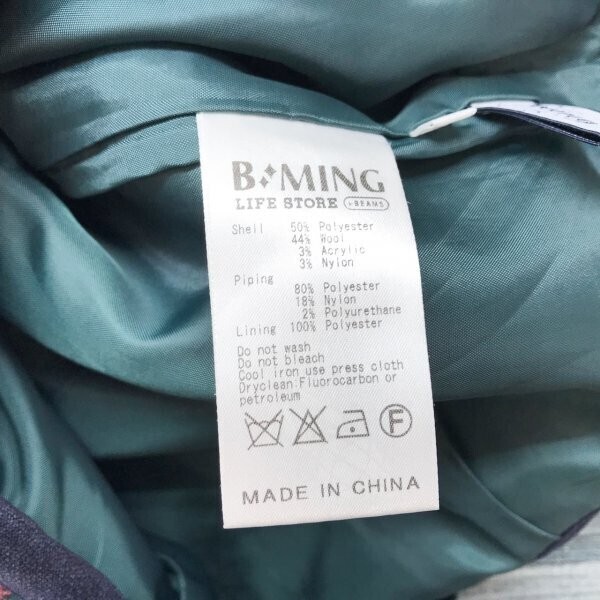 B✦MING
LIFE STORE by BEAMS
Shell 50% Polyester
44% Wool
3% Acrylic
3% Nylon
Piping
80% Polyester
18% Nylon
2% Polyurethane
Lining 100% Polyester
Do not wash
Do not bleach
Cool iron use press cloth
Dryclean.Fluorocarbon or
petroleum
F
MADE IN CHINA